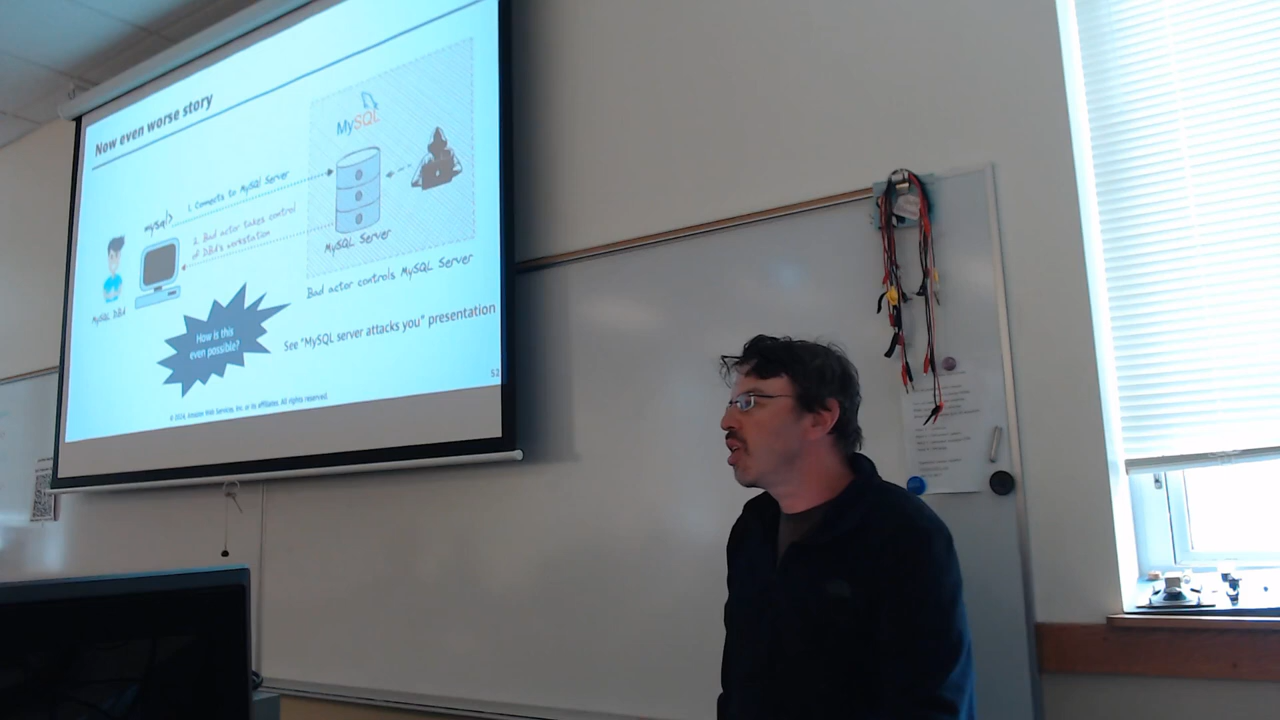 Now even worse story
MySQL
1. Connects to MySQL Server
mysql>
2. Bad actor takes control
of DBA's workstation
MySQL Server
MySQL DBA
Bad actor controls MySQL Server
How is this
even possible?
See "MySQL server attacks you" presentation
52
© 2024, Amazon Web Services, Inc. or its affiliates. All rights reserved.